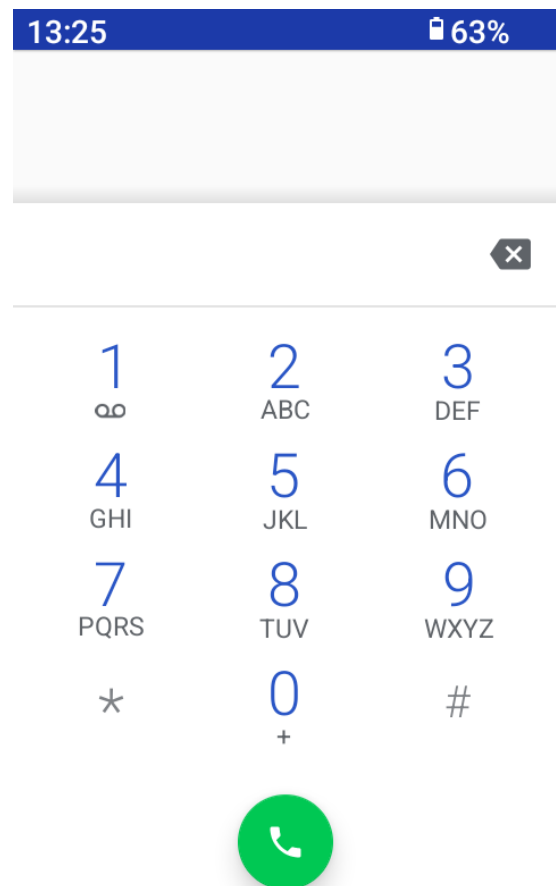 13:25 63%
1 2 3
ABC DEF
4 5 6
GHI JKL MNO
7 8 9
PQRS TUV WXYZ
* 0 #
+